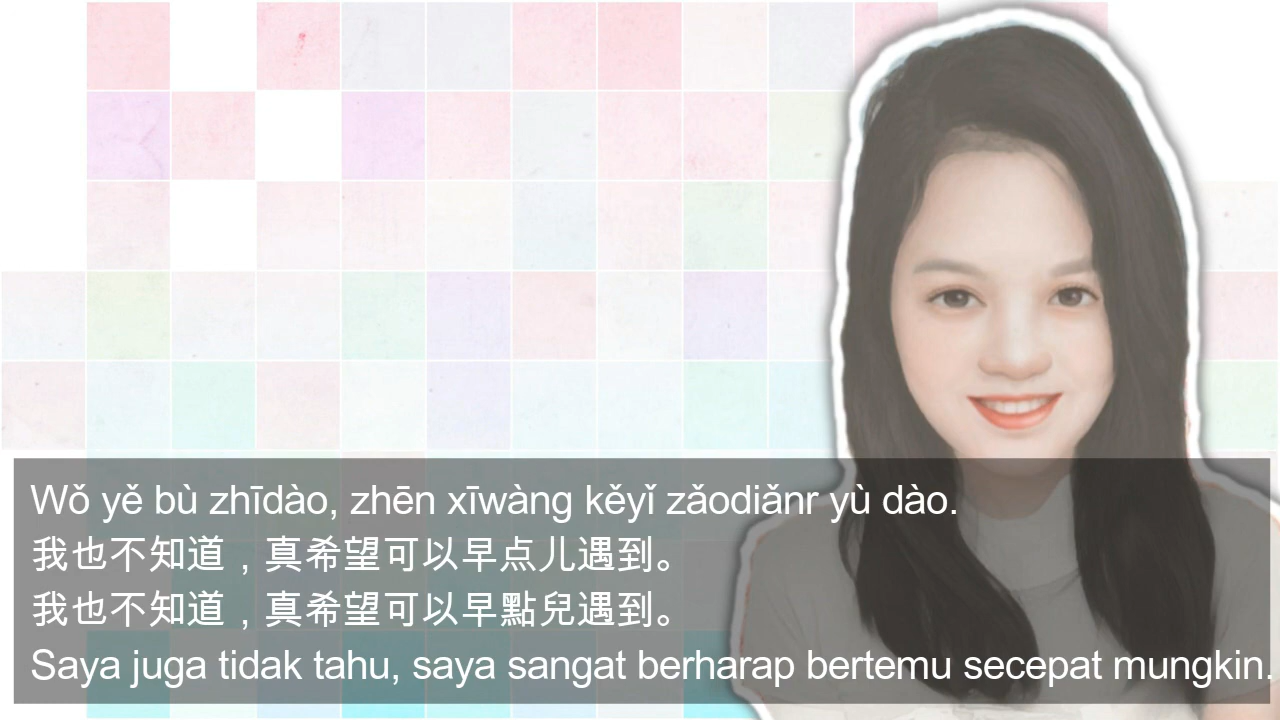 Wǒ yě bù zhīdào, zhēn xīwàng kěyǐ zǎodiǎnr yù dào.
我也不知道，真希望可以早点儿遇到。
我也不知道，真希望可以早點兒遇到。
Saya juga tidak tahu, saya sangat berharap bertemu secepat mungkin.